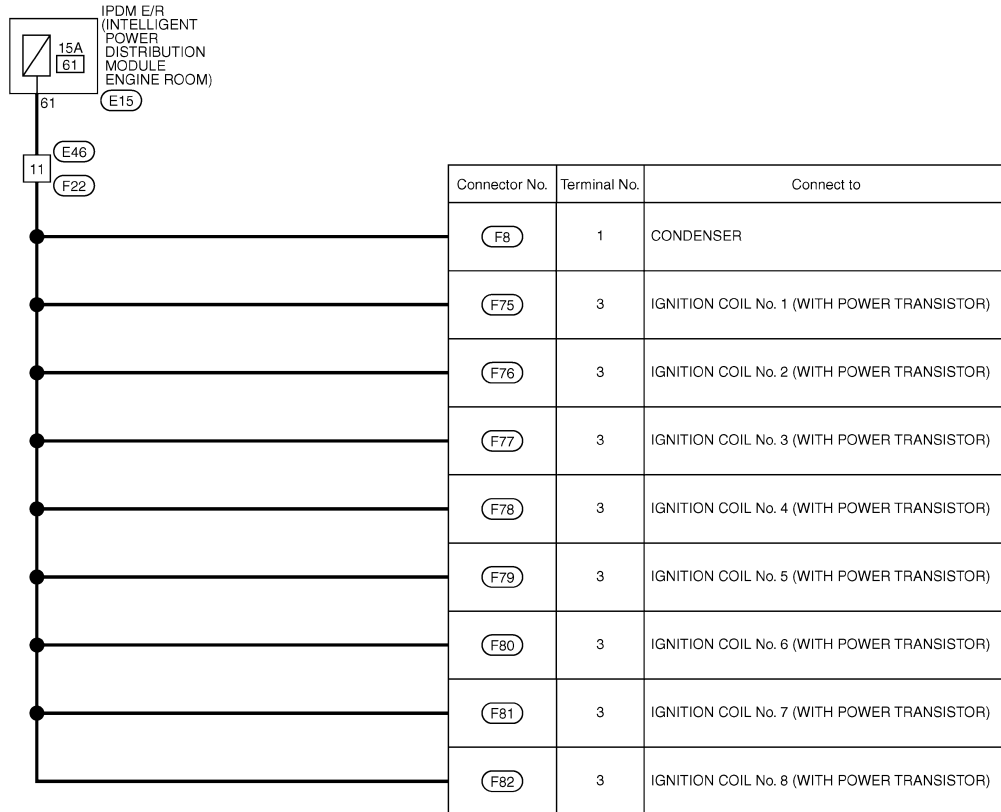 IPDM E/R
(INTELLIGENT
POWER
DISTRIBUTION
MODULE
ENGINE ROOM)
15A
61
E15
61
E46
11
F22
Connector No. Terminal No. Connect to
F8 1 CONDENSER
F75 3 IGNITION COIL No. 1 (WITH POWER TRANSISTOR)
F76 3 IGNITION COIL No. 2 (WITH POWER TRANSISTOR)
F77 3 IGNITION COIL No. 3 (WITH POWER TRANSISTOR)
F78 3 IGNITION COIL No. 4 (WITH POWER TRANSISTOR)
F79 3 IGNITION COIL No. 5 (WITH POWER TRANSISTOR)
F80 3 IGNITION COIL No. 6 (WITH POWER TRANSISTOR)
F81 3 IGNITION COIL No. 7 (WITH POWER TRANSISTOR)
F82 3 IGNITION COIL No. 8 (WITH POWER TRANSISTOR)